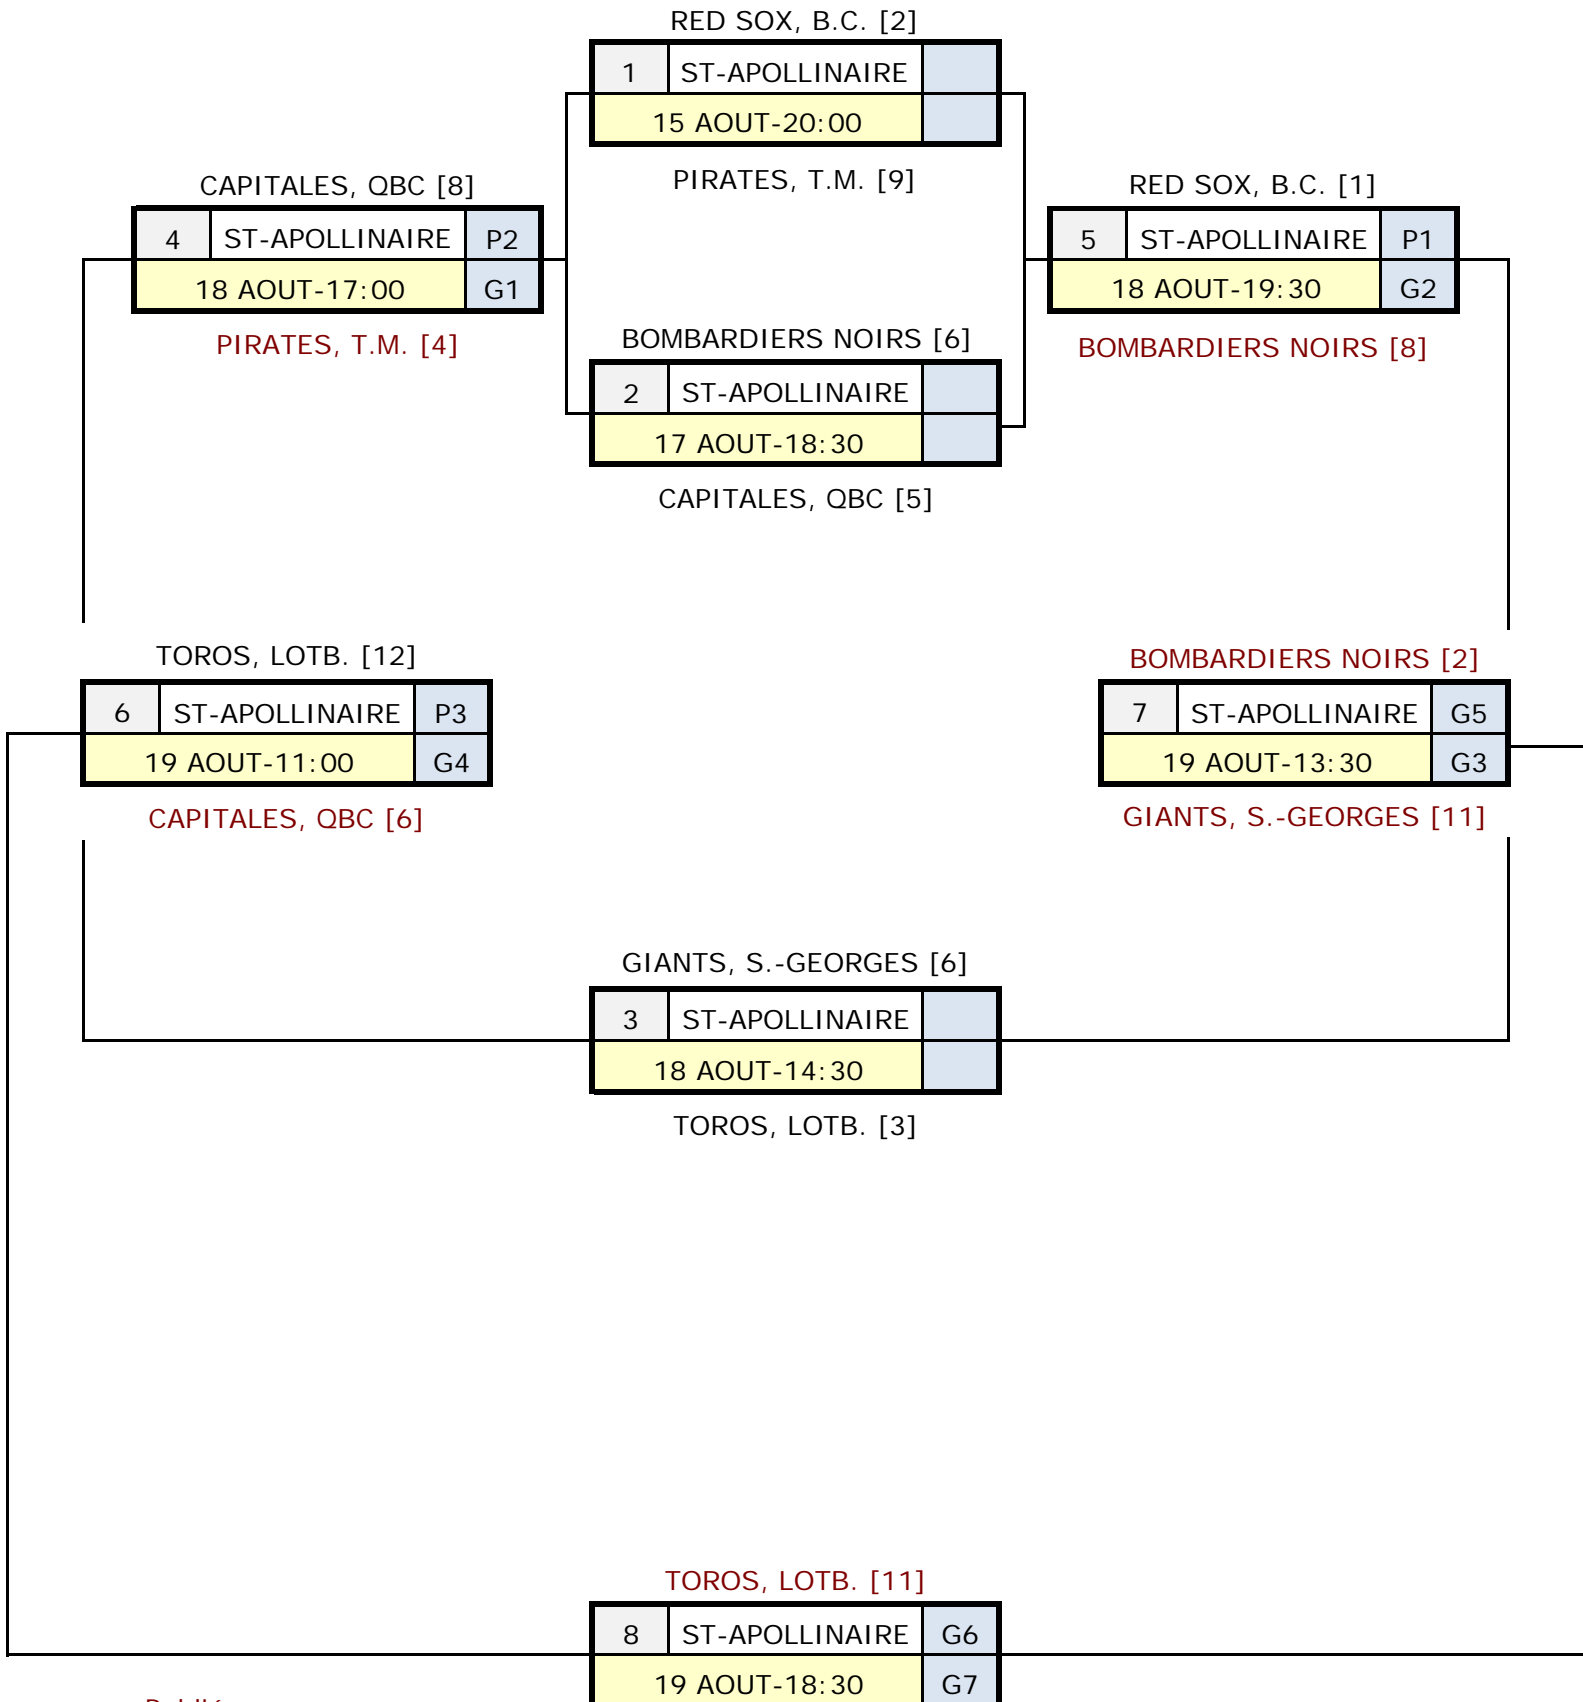 RED SOX, B.C. [2]
1 ST-APOLLINAIRE
15 AOUT-20:00
PIRATES, T.M. [9]
CAPITALES, QBC [8]
4 ST-APOLLINAIRE P2
18 AOUT-17:00 G1
PIRATES, T.M. [4]
RED SOX, B.C. [1]
5 ST-APOLLINAIRE P1
18 AOUT-19:30 G2
BOMBARDIERS NOIRS [8]
BOMBARDIERS NOIRS [6]
2 ST-APOLLINAIRE
17 AOUT-18:30
CAPITALES, QBC [5]
TOROS, LOTB. [12]
6 ST-APOLLINAIRE P3
19 AOUT-11:00 G4
CAPITALES, QBC [6]
BOMBARDIERS NOIRS [2]
7 ST-APOLLINAIRE G5
19 AOUT-13:30 G3
GIANTS, S.-GEORGES [11]
GIANTS, S.-GEORGES [6]
3 ST-APOLLINAIRE
18 AOUT-14:30
TOROS, LOTB. [3]
TOROS, LOTB. [11]
8 ST-APOLLINAIRE G6
19 AOUT-18:30 G7